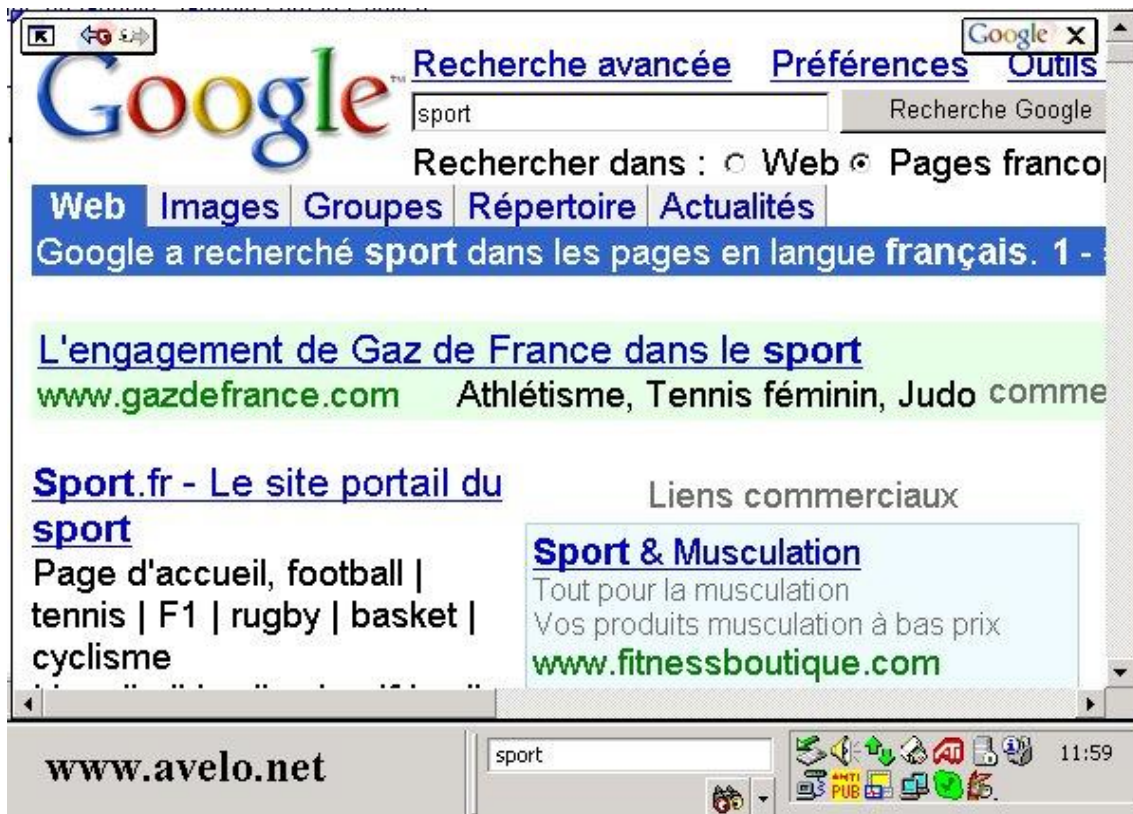 Google X
Google™
Recherche avancée Préférences Outils
sport Recherche Google
Rechercher dans : Web Pages
Web Images Groupes Répertoire Actualités
Google a recherché sport dans les pages en langue français. 1 -
L'engagement de Gaz de France dans le sport
www.gazdefrance.com Athlétisme, Tennis féminin, Judo
Sport.fr - Le site portail du
sport
Page d'accueil, football |
tennis | F1 | rugby | basket |
cyclisme
Liens commerciaux
Sport & Musculation
Tout pour la musculation
Vos produits musculation à bas prix
www.fitnessboutique.com
www.avelo.net
sport
ANTI
PUB
11:59